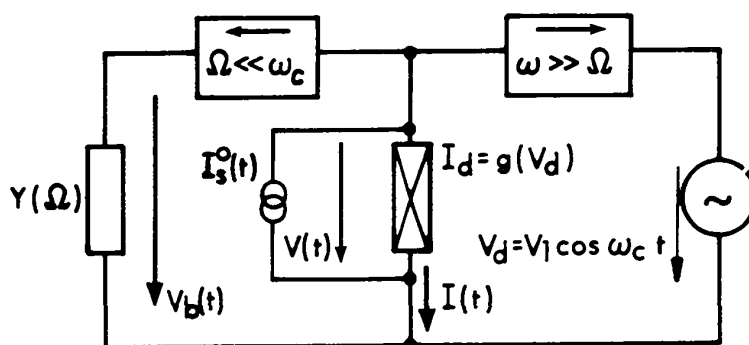 Ω<<ω_c
ω>>Ω
I_s^o(t)
I_d=g(V_d)
Y(Ω)
V(t)
~
V_d=V_1 cos ω_c t
V_b(t)
I(t)